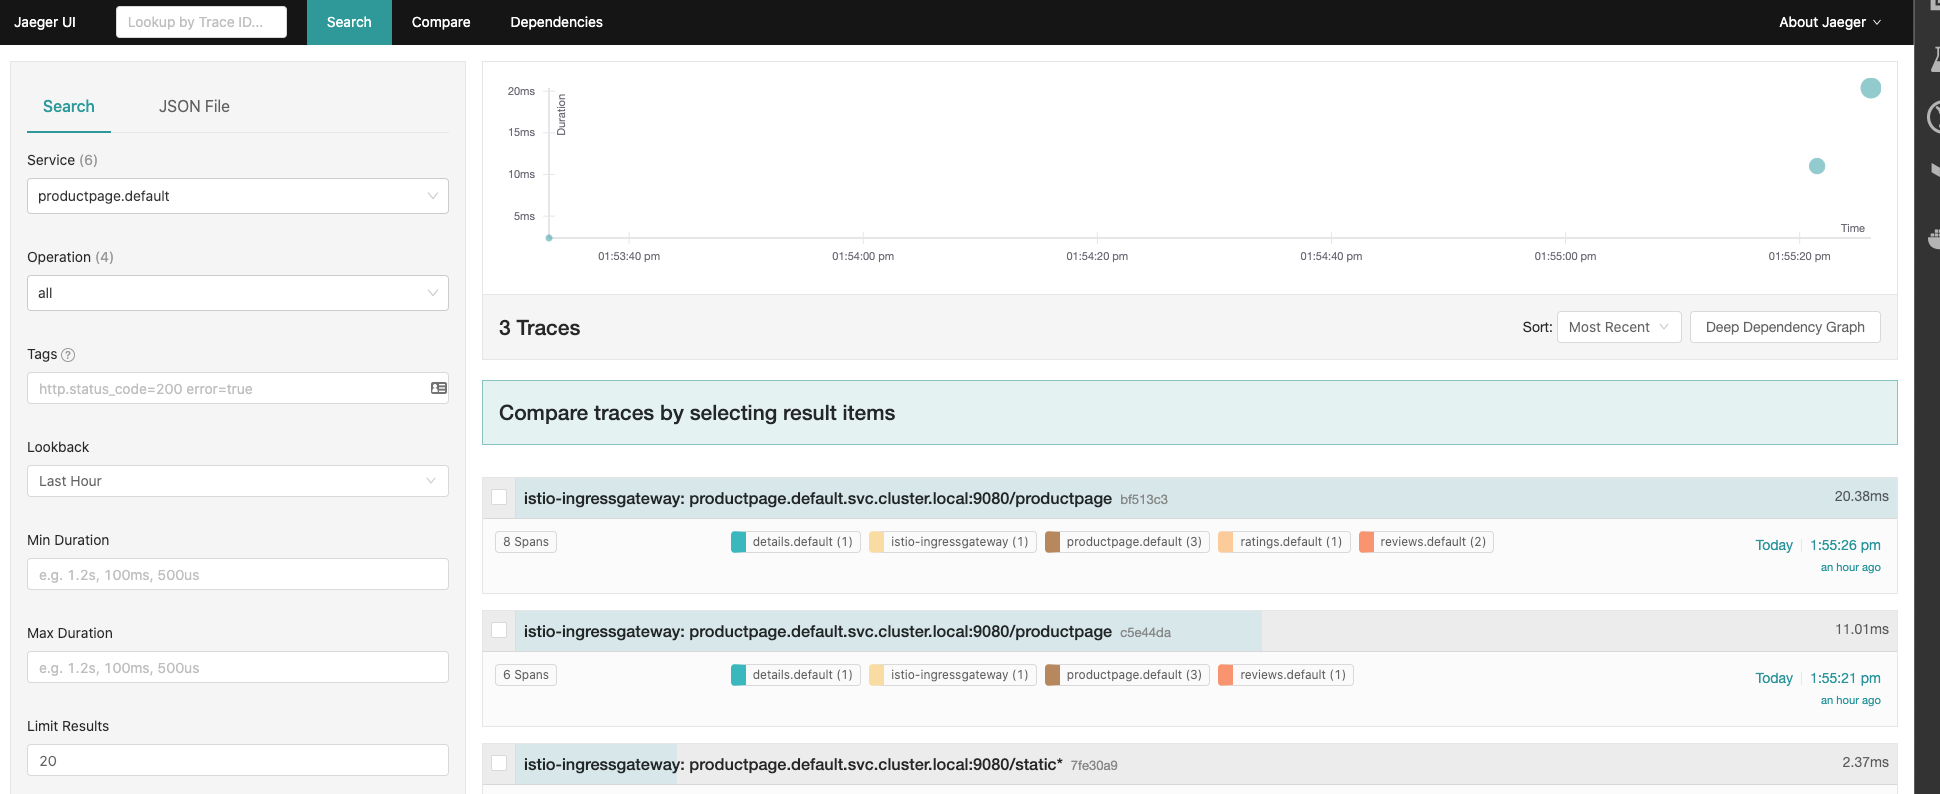 Jaeger UI
Lookup by Trace ID...
Search
Compare
Dependencies
About Jaeger
Search
JSON File
Service (6)
productpage.default
Operation (4)
all
Tags ?
http.status_code=200 error=true
Lookback
Last Hour
Min Duration
e.g. 1.2s, 100ms, 500us
Max Duration
e.g. 1.2s, 100ms, 500us
Limit Results
20
20ms
15ms
10ms
5ms
Duration
Time
01:53:40 pm
01:54:00 pm
01:54:20 pm
01:54:40 pm
01:55:00 pm
01:55:20 pm
3 Traces
Sort: Most Recent
Deep Dependency Graph
Compare traces by selecting result items
istio-ingressgateway: productpage.default.svc.cluster.local:9080/productpage bf513c3
20.38ms
8 Spans
details.default (1)
istio-ingressgateway (1)
productpage.default (3)
ratings.default (1)
reviews.default (2)
Today 1:55:26 pm
an hour ago
istio-ingressgateway: productpage.default.svc.cluster.local:9080/productpage c5e44da
11.01ms
6 Spans
details.default (1)
istio-ingressgateway (1)
productpage.default (3)
reviews.default (1)
Today 1:55:21 pm
an hour ago
istio-ingressgateway: productpage.default.svc.cluster.local:9080/static* 7fe30a9
2.37ms